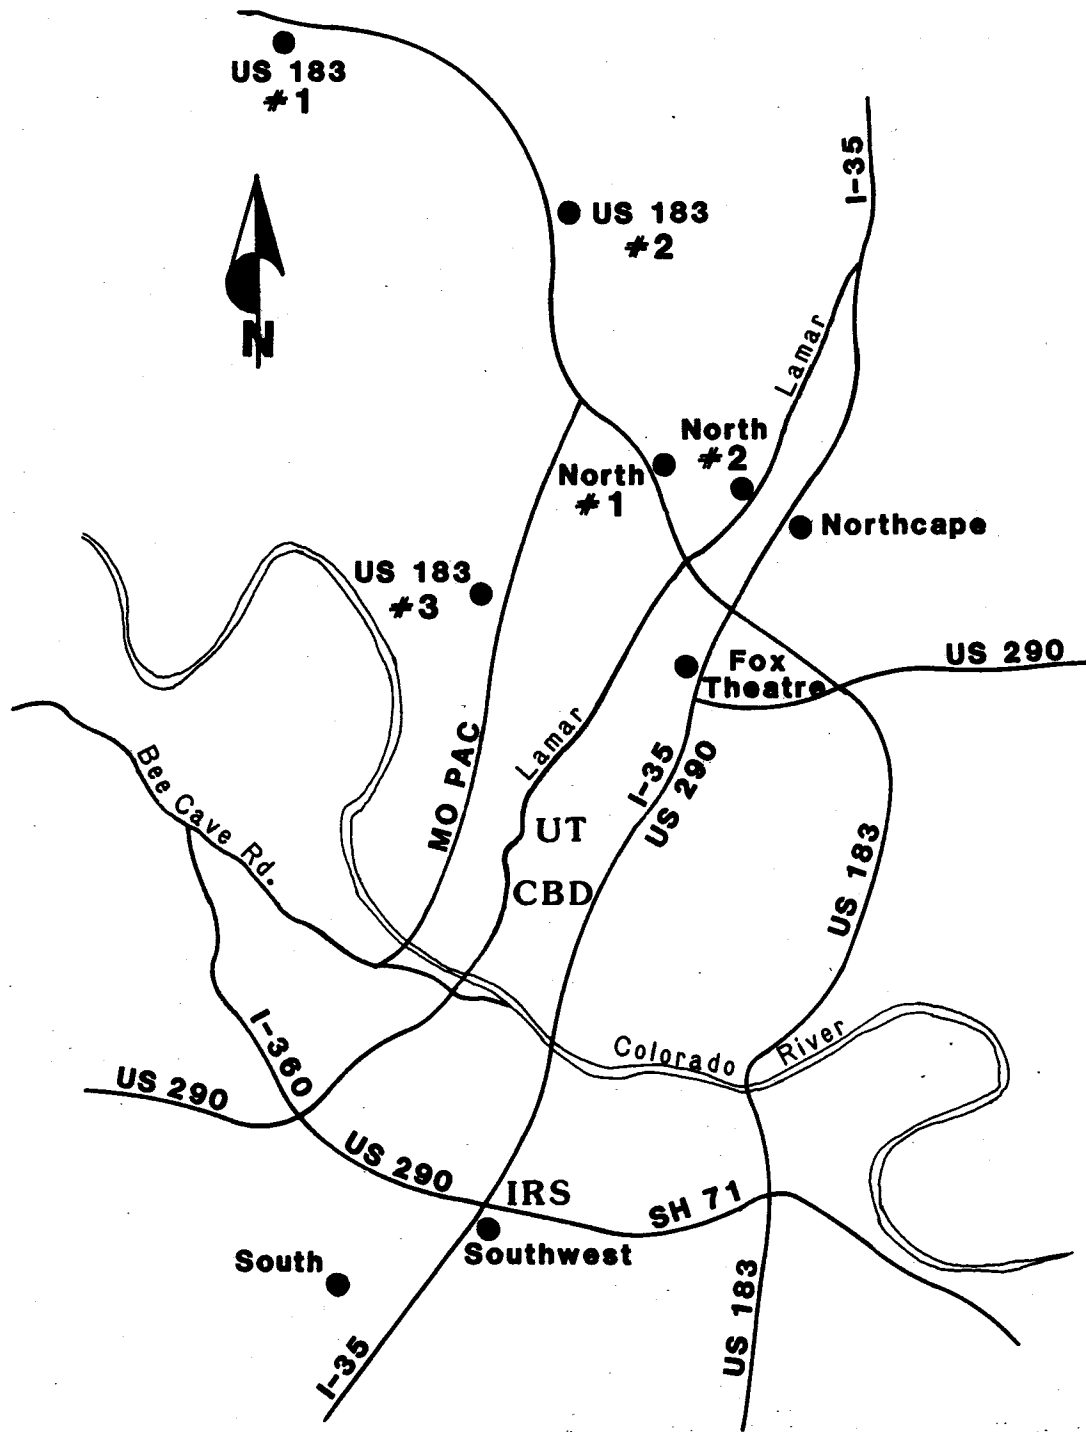 US 183
#1
I-35
US 183
#2
N
Lamar
North
#2
North
#1
Northcape
US 183
#3
Fox
Theatre
US 290
Lamar
MO PAC
I-35
US 290
Bee Cave Rd.
UT
CBD
US 183
I-360
Colorado River
US 290
US 290
IRS
SH 71
South
Southwest
US 183
I-35